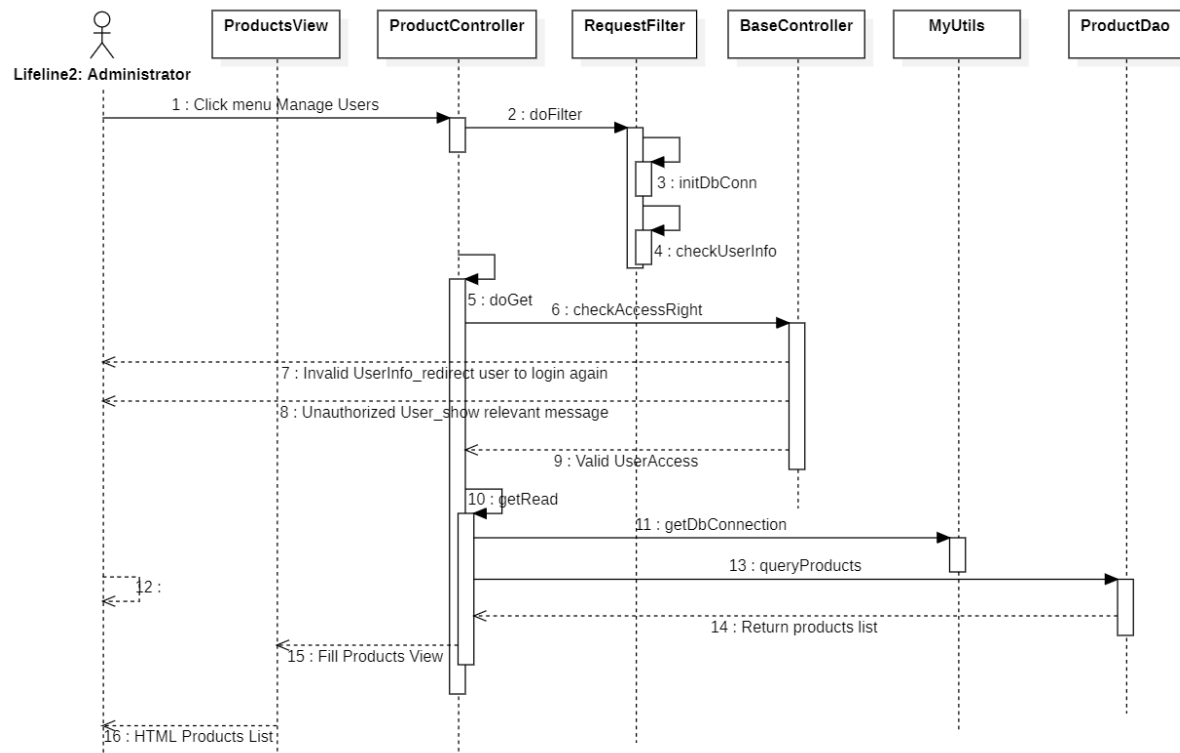 ProductsView
ProductController
RequestFilter
BaseController
MyUtils
ProductDao
Lifeline2: Administrator
1 : Click menu Manage Users
2 : doFilter
3 : initDbConn
4 : checkUserInfo
5 : doGet
6 : checkAccessRight
7 : Invalid UserInfo_redirect user to login again
8 : Unauthorized User_show relevant message
9 : Valid UserAccess
10 : getRead
11 : getDbConnection
12 :
13 : queryProducts
14 : Return products list
15 : Fill Products View
16 : HTML Products List